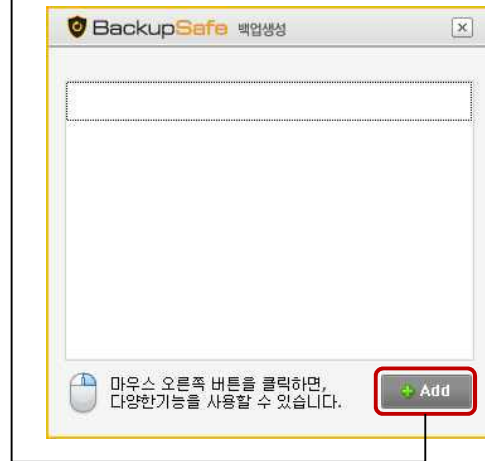 BackupSafe 백업생성
마우스 오른쪽 버튼을 클릭하면,
다양한기능을 사용할 수 있습니다.
Add